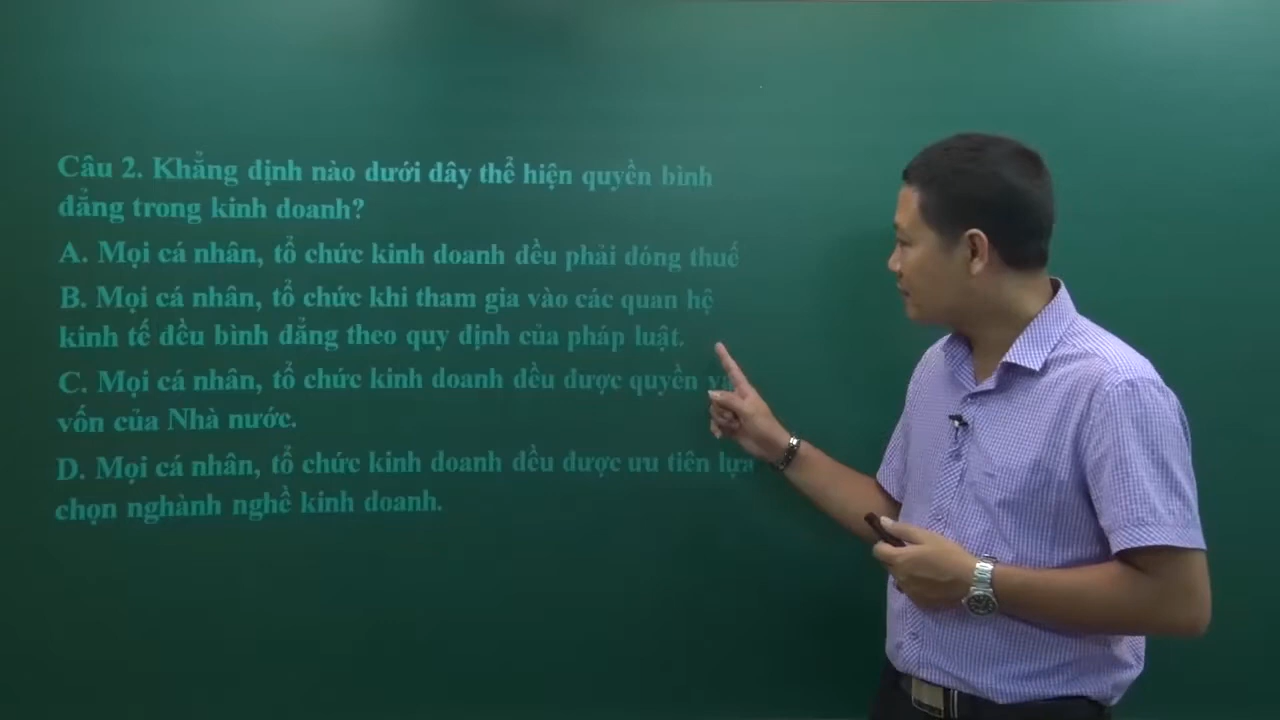 Câu 2. Khẳng định nào dưới đây thể hiện quyền bình
đẳng trong kinh doanh?
A. Mọi cá nhân, tổ chức kinh doanh đều phải đóng thuế
B. Mọi cá nhân, tổ chức khi tham gia vào các quan hệ
kinh tế đều bình đẳng theo quy định của pháp luật.
C. Mọi cá nhân, tổ chức kinh doanh đều được quyền
vốn của Nhà nước.
D. Mọi cá nhân, tổ chức kinh doanh đều được ưu tiên lựa
chọn nghành nghề kinh doanh.